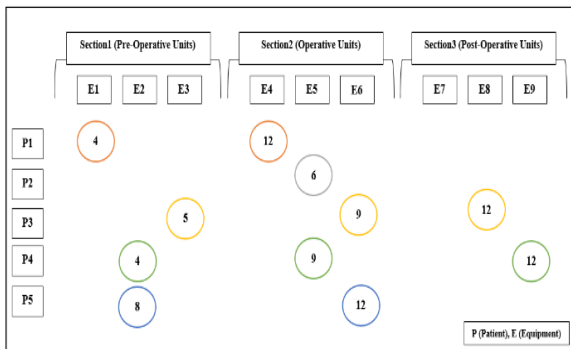 Section1 (Pre-Operative Units) Section2 (Operative Units) Section3 (Post-Operative Units)
E1 E2 E3 E4 E5 E6 E7 E8 E9
P1 4 12
P2 6
P3 5 9 12
P4 4 9 12
P5 8 12
P (Patient), E (Equipment)